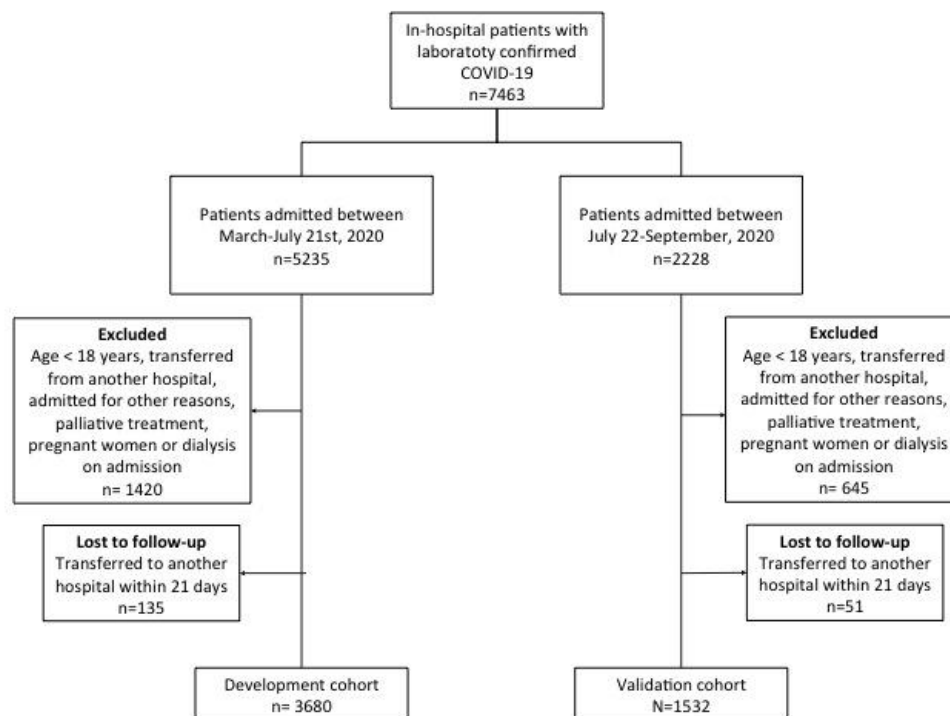 In-hospital patients with
laboratoty confirmed
COVID-19
n=7463
Patients admitted between
March-July 21st, 2020
n=5235
Patients admitted between
July 22-September, 2020
n=2228
Excluded
Age < 18 years, transferred
from another hospital,
admitted for other reasons,
palliative treatment,
pregnant women or dialysis
on admission
n= 1420
Excluded
Age < 18 years, transferred
from another hospital,
admitted for other reasons,
palliative treatment,
pregnant women or dialysis
on admission
n= 645
Lost to follow-up
Transferred to another
hospital within 21 days
n=135
Lost to follow-up
Transferred to another
hospital within 21 days
n=51
Development cohort
n= 3680
Validation cohort
N=1532